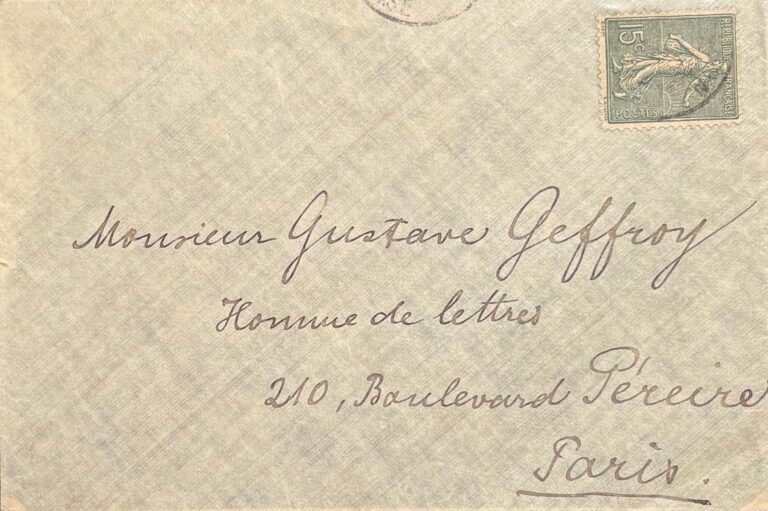 15c
REPUBLIQUE FRANÇAISE
POSTES
Monsieur Gustave Geffroy
Homme de lettres
210, Boulevard Péreire
Paris.